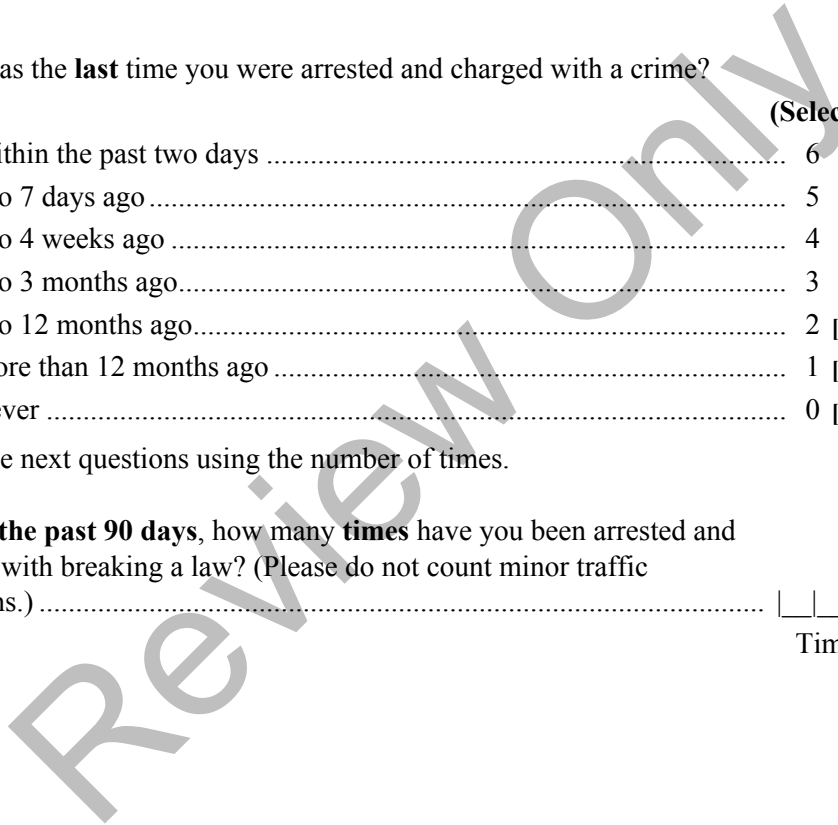 as the last time you were arrested and charged with a crime?
(Selec
ithin the past two days ........................................................................ 6
o 7 days ago ........................................................................................ 5
o 4 weeks ago ..................................................................................... 4
o 3 months ago.................................................................................... 3
o 12 months ago.................................................................................. 2 [
ore than 12 months ago ....................................................................... 1 [
ever ...................................................................................................... 0 [
e next questions using the number of times.
the past 90 days, how many times have you been arrested and
with breaking a law? (Please do not count minor traffic
ns.) .................................................................................................... |__|__
Tim
Review Only